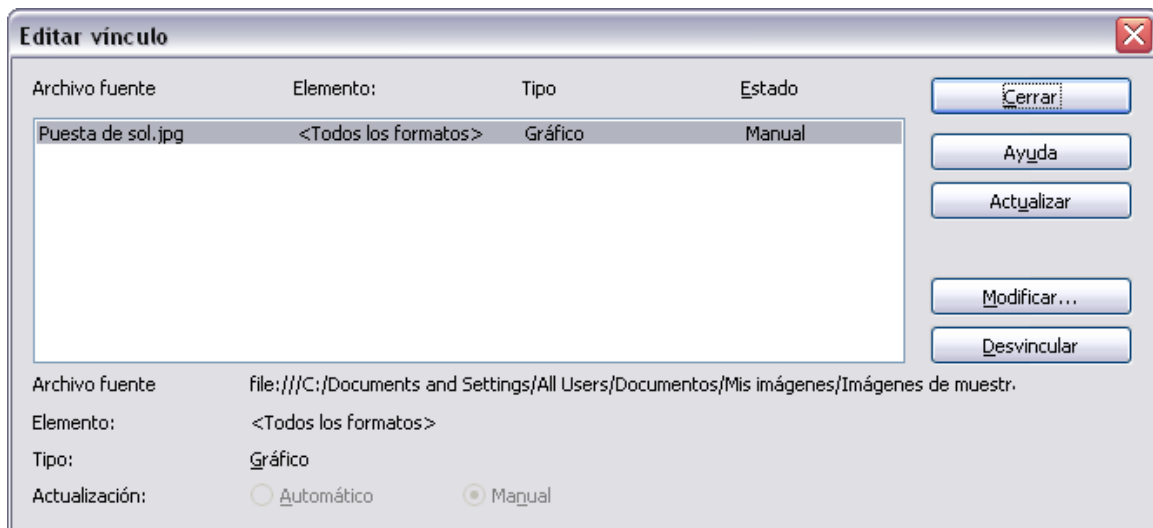 Editar vínculo
Archivo fuente Elemento: Tipo Estado
Cerrar
Puesta de sol.jpg <Todos los formatos> Gráfico Manual
Ayuda
Actualizar
Modificar...
Desvincular
Archivo fuente file:///C:/Documents and Settings/All Users/Documentos/Mis imágenes/Imágenes de muestr
Elemento: <Todos los formatos>
Tipo: Gráfico
Actualización: Automático Manual